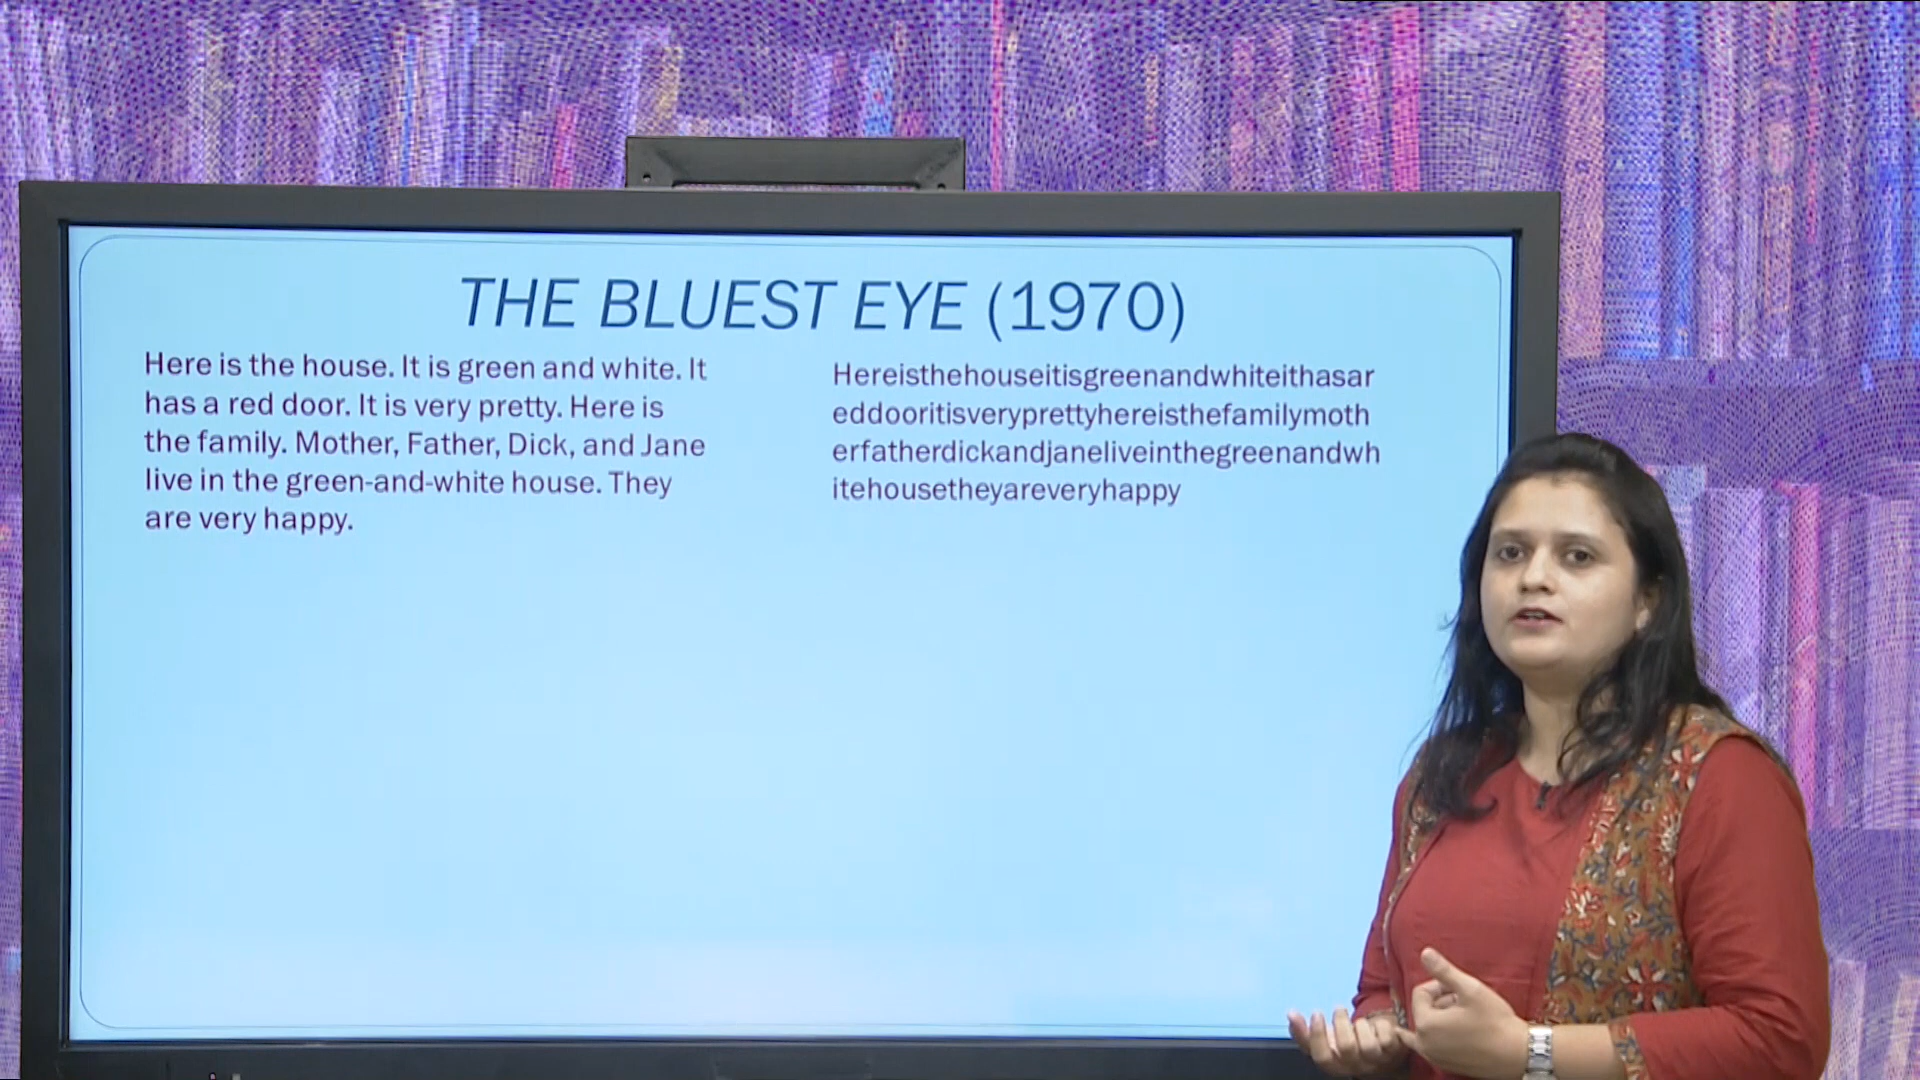 THE BLUEST EYE (1970)
Here is the house. It is green and white. It
has a red door. It is very pretty. Here is
the family. Mother, Father, Dick, and Jane
live in the green-and-white house. They
are very happy.
Hereisthehouseitisgreenandwhiteithasar
eddooritisveryprettyhereisthefamilymoth
erfatherdickandjaneliveinthegreenandwh
itehousetheyareveryhappy